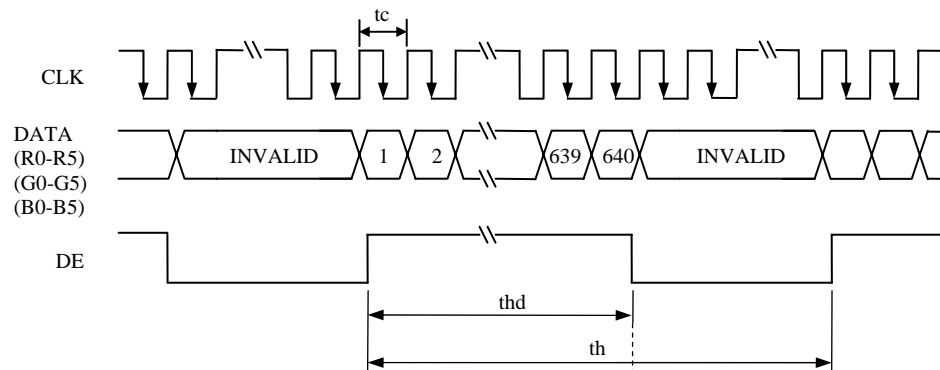 tc
CLK
DATA
(R0-R5)
(G0-G5)
(B0-B5)
INVALID 1 2 639 640 INVALID
DE
thd
th